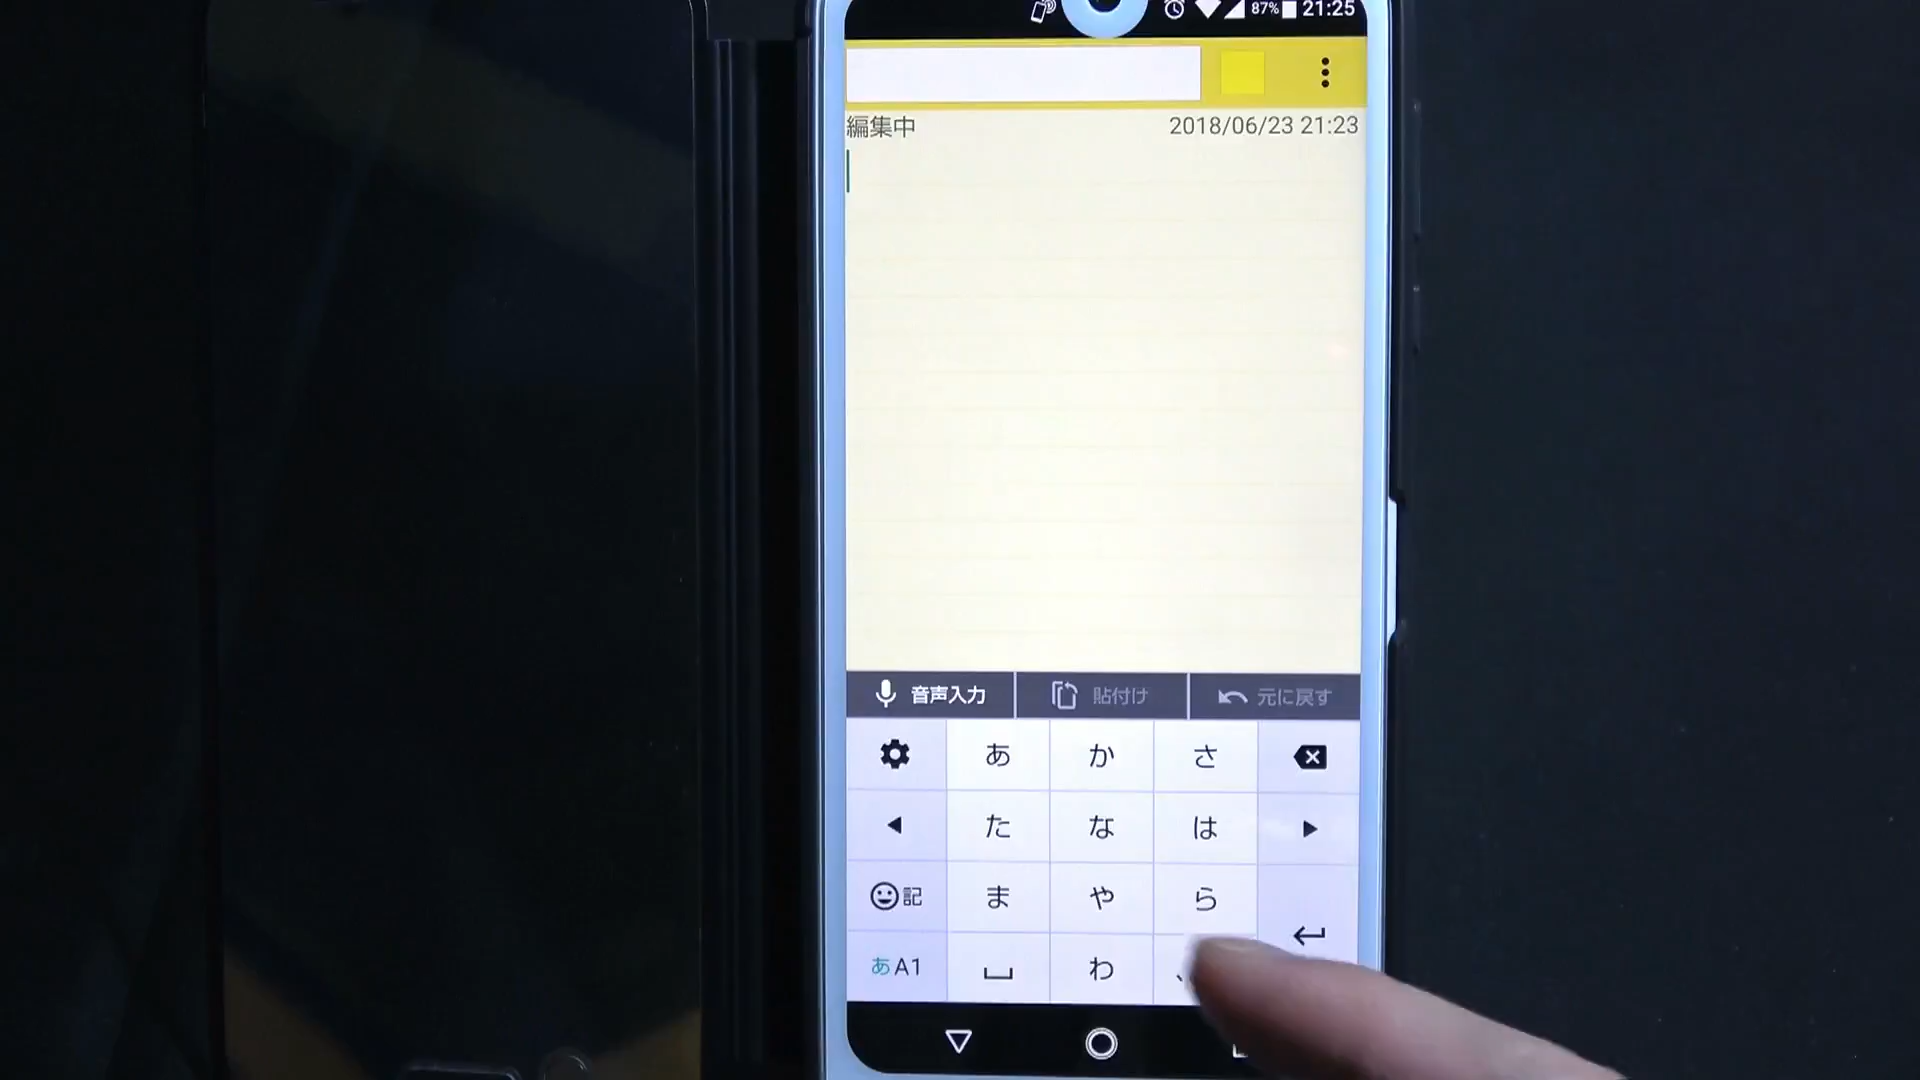 87% 21:25
編集中 2018/06/23 21:23
音声入力 貼付け 元に戻す
あ か さ
た な は
記 ま や ら
あA1 わ 、